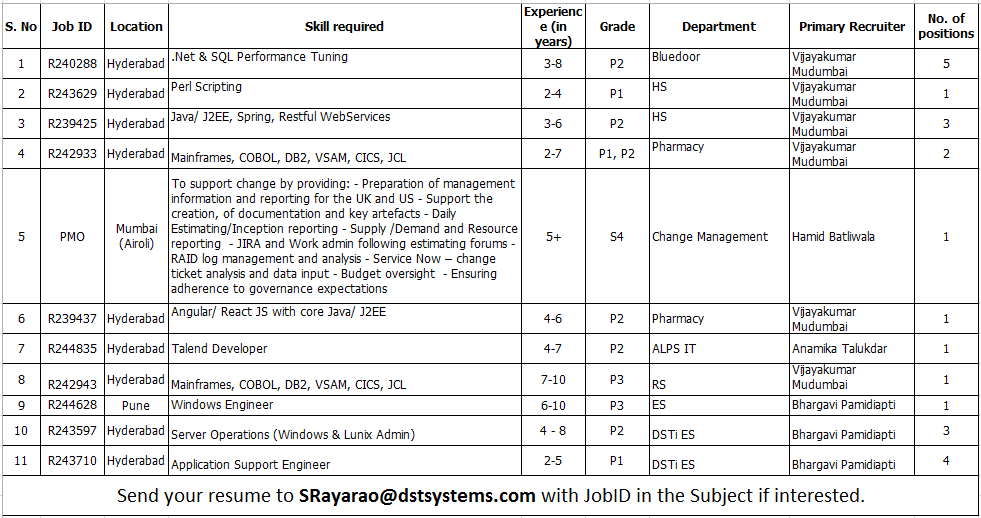 S. No Job ID Location Skill required Experienc e (in years) Grade Department Primary Recruiter No. of positions
1 R240288 Hyderabad .Net & SQL Performance Tuning 3-8 P2 Bluedoor Vijayakumar Mudumbai 5
2 R243629 Hyderabad Perl Scripting 2-4 P1 HS Vijayakumar Mudumbai 1
3 R239425 Hyderabad Java/ J2EE, Spring, Restful WebServices 3-6 P2 HS Vijayakumar Mudumbai 3
4 R242933 Hyderabad Mainframes, COBOL, DB2, VSAM, CICS, JCL 2-7 P1, P2 Pharmacy Vijayakumar Mudumbai 2
5 PMO Mumbai (Airoli) To support change by providing: - Preparation of management
information and reporting for the UK and US - Support the
creation, of documentation and key artefacts - Daily
Estimating/Inception reporting - Supply /Demand and Resource
reporting - JIRA and Work admin following estimating forums -
RAID log management and analysis - Service Now – change
ticket analysis and data input - Budget oversight - Ensuring
adherence to governance expectations 5+ S4 Change Management Hamid Batliwala 1
6 R239437 Hyderabad Angular/ React JS with core Java/ J2EE 4-6 P2 Pharmacy Vijayakumar Mudumbai 1
7 R244835 Hyderabad Talend Developer 4-7 P2 ALPS IT Anamika Talukdar 1
8 R242943 Hyderabad Mainframes, COBOL, DB2, VSAM, CICS, JCL 7-10 P3 RS Vijayakumar Mudumbai 1
9 R244628 Pune Windows Engineer 6-10 P3 ES Bhargavi Pamidiapti 1
10 R243597 Hyderabad Server Operations (Windows & Lunix Admin) 4 - 8 P2 DSTi ES Bhargavi Pamidiapti 3
11 R243710 Hyderabad Application Support Engineer 2-5 P1 DSTi ES Bhargavi Pamidiapti 4
Send your resume to SRayarao@dstsystems.com with JobID in the Subject if interested.